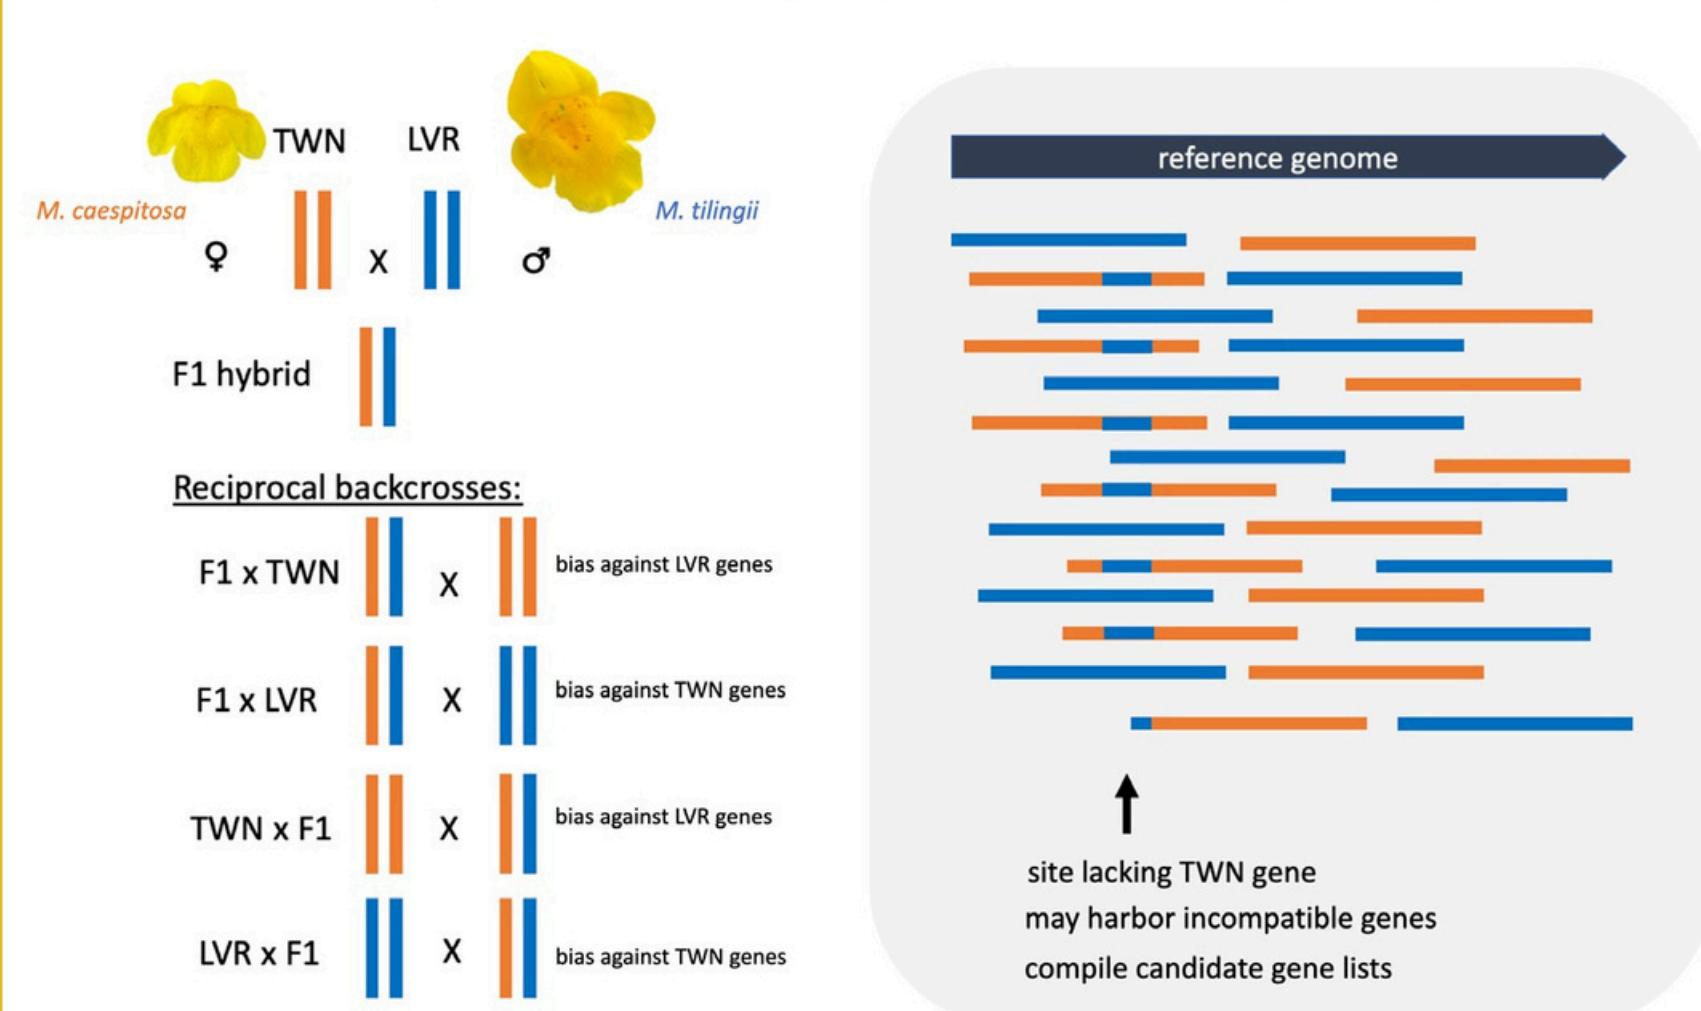 TWN
LVR
M. caespitosa
M. tilingii
♀
X
♂
F1 hybrid
Reciprocal backcrosses:
F1 x TWN
X
bias against LVR genes
F1 x LVR
X
bias against TWN genes
TWN x F1
X
bias against LVR genes
LVR x F1
X
bias against TWN genes
reference genome
site lacking TWN gene
may harbor incompatible genes
compile candidate gene lists